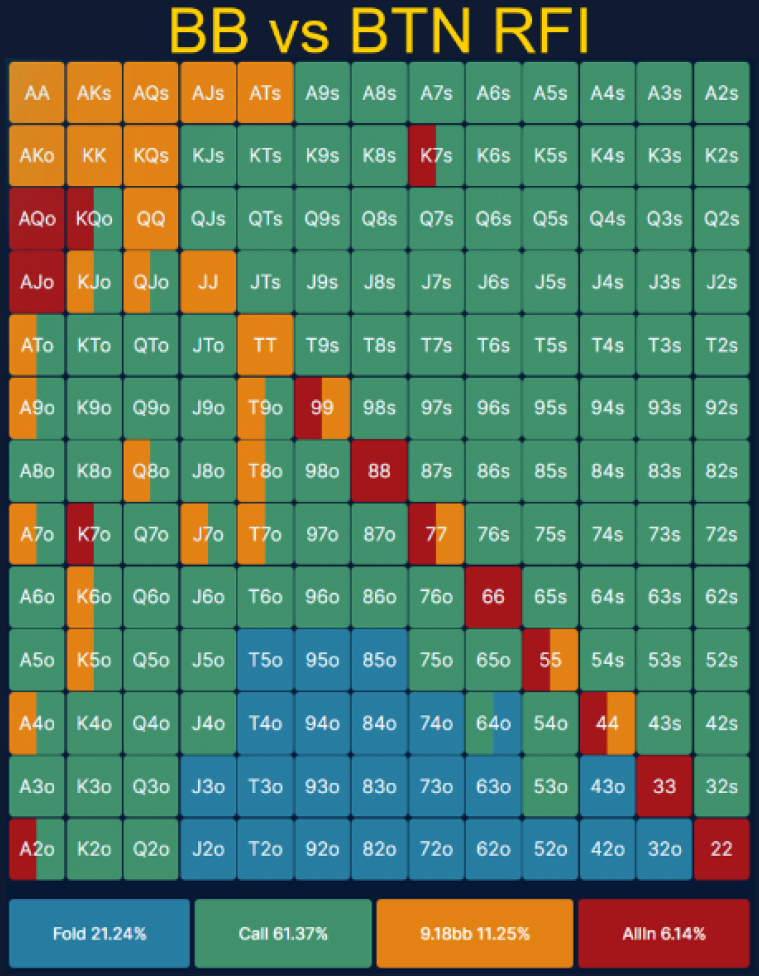 BB vs BTN RFI
AA AKs AQs AJs ATs A9s A8s A7s A6s A5s A4s A3s A2s
AKo KK KQs KJs KTs K9s K8s K7s K6s K5s K4s K3s K2s
AQo KQo QQ QJs QTs Q9s Q8s Q7s Q6s Q5s Q4s Q3s Q2s
AJo KJo QJo JJ JTs J9s J8s J7s J6s J5s J4s J3s J2s
ATo KTo QTo JTo TT T9s T8s T7s T6s T5s T4s T3s T2s
A9o K9o Q9o J9o T9o 99 98s 97s 96s 95s 94s 93s 92s
A8o K8o Q8o J8o T8o 98o 88 87s 86s 85s 84s 83s 82s
A7o K7o Q7o J7o T7o 97o 87o 77 76s 75s 74s 73s 72s
A6o K6o Q6o J6o T6o 96o 86o 76o 66 65s 64s 63s 62s
A5o K5o Q5o J5o T5o 95o 85o 75o 65o 55 54s 53s 52s
A4o K4o Q4o J4o T4o 94o 84o 74o 64o 54o 44 43s 42s
A3o K3o Q3o J3o T3o 93o 83o 73o 63o 53o 43o 33 32s
A2o K2o Q2o J2o T2o 92o 82o 72o 62o 52o 42o 32o 22
Fold 21.24% Call 61.37% 9.18bb 11.25% AllIn 6.14%